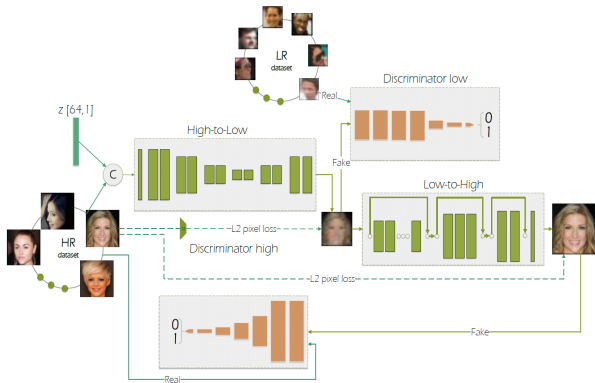 LR
dataset
Real
Discriminator low
0
1
z [64,1]
High-to-Low
Fake
C
Low-to-High
HR
dataset
L2 pixel loss
Discriminator high
L2 pixel loss
0
1
Fake
Real